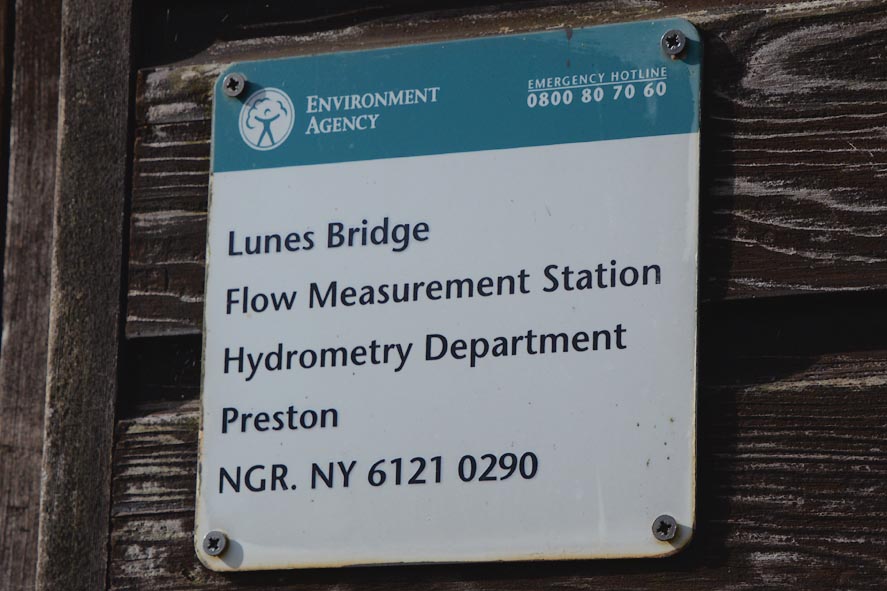 ENVIRONMENT
AGENCY
EMERGENCY HOTLINE
0800 80 70 60
Lunes Bridge
Flow Measurement Station
Hydrometry Department
Preston
NGR. NY 6121 0290